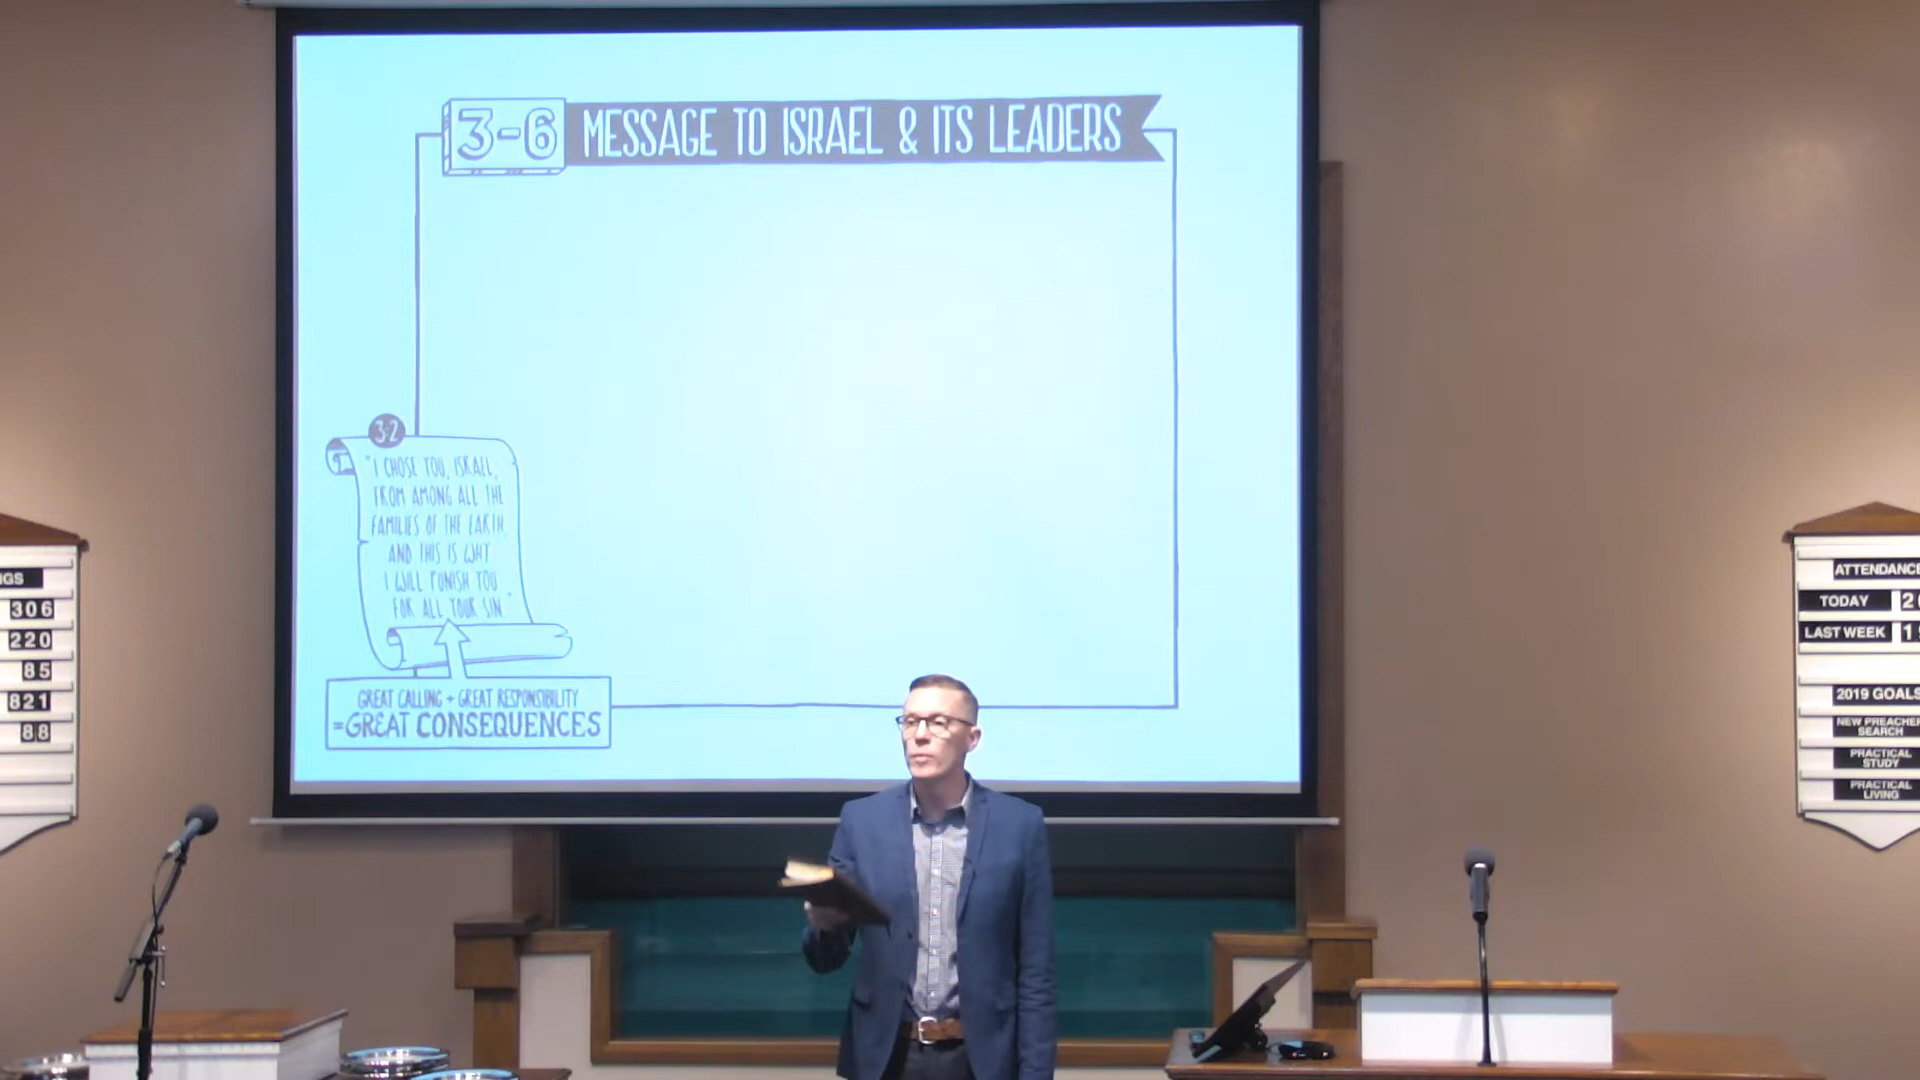 3-6 MESSAGE TO ISRAEL & ITS LEADERS
3:2
"I CHOSE YOU, ISRAEL,
FROM AMONG ALL THE
FAMILIES OF THE EARTH,
AND THIS IS WHY
I WILL PUNISH YOU
FOR ALL YOUR SIN."
GREAT CALLING + GREAT RESPONSIBILITY
=GREAT CONSEQUENCES
GS
306
220
85
821
88
ATTENDANCE
TODAY
LAST WEEK 1
2019 GOALS
NEW PREACHER
SEARCH
PRACTICAL
STUDY
PRACTICAL
LIVING